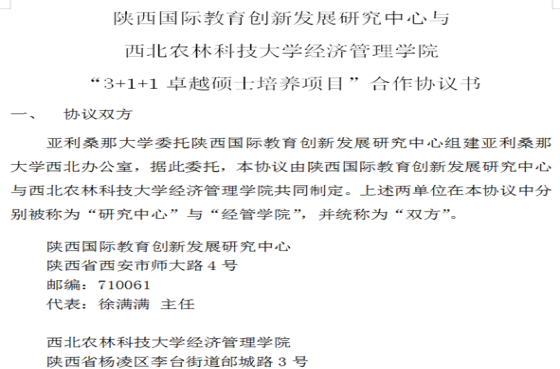 陕西国际教育创新发展研究中心与
西北农林科技大学经济管理学院
“3+1+1 卓越硕士培养项目”合作协议书
一、 协议双方
亚利桑那大学委托陕西国际教育创新发展研究中心组建亚利桑那
大学西北办公室，据此委托，本协议由陕西国际教育创新发展研究中心
与西北农林科技大学经济管理学院共同制定。上述两单位在本协议中分
别被称为“研究中心”与“经管学院”，并统称为“双方”。
陕西国际教育创新发展研究中心
陕西省西安市师大路 4 号
邮编：710061
代表：徐满满 主任
西北农林科技大学经济管理学院
陕西省杨凌区李台街道邰城路 3 号